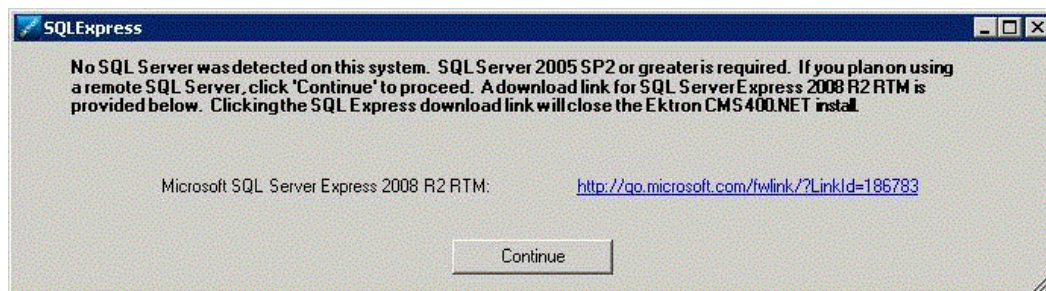 SQLExpress
No SQL Server was detected on this system. SQL Server 2005 SP2 or greater is required. If you plan on using
a remote SQL Server, click 'Continue' to proceed. A download link for SQL Server Express 2008 R2 RTM is
provided below. Clicking the SQL Express download link will close the Ektron CMS400.NET install.
Microsoft SQL Server Express 2008 R2 RTM: http://go.microsoft.com/fwlink/?LinkId=186783
Continue